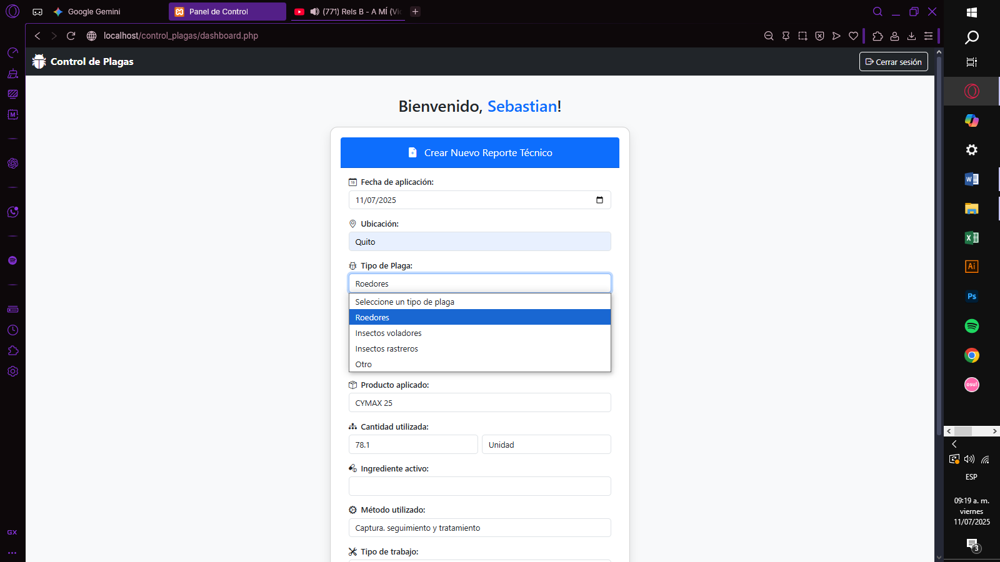 Google Gemini
Panel de Control
(771) Rels B - A MÍ (Vi
localhost/control_plagas/dashboard.php
Control de Plagas
Cerrar sesión
Bienvenido, Sebastian!
Crear Nuevo Reporte Técnico
Fecha de aplicación:
11/07/2025
Ubicación:
Quito
Tipo de Plaga:
Roedores
Seleccione un tipo de plaga
Roedores
Insectos voladores
Insectos rastreros
Otro
Producto aplicado:
CYMAX 25
Cantidad utilizada:
78.1
Unidad
Ingrediente activo:
Método utilizado:
Captura. seguimiento y tratamiento
Tipo de trabajo:
GX
Ai
Ps
osu!
ESP
09:19 a. m.
viernes
11/07/2025
3